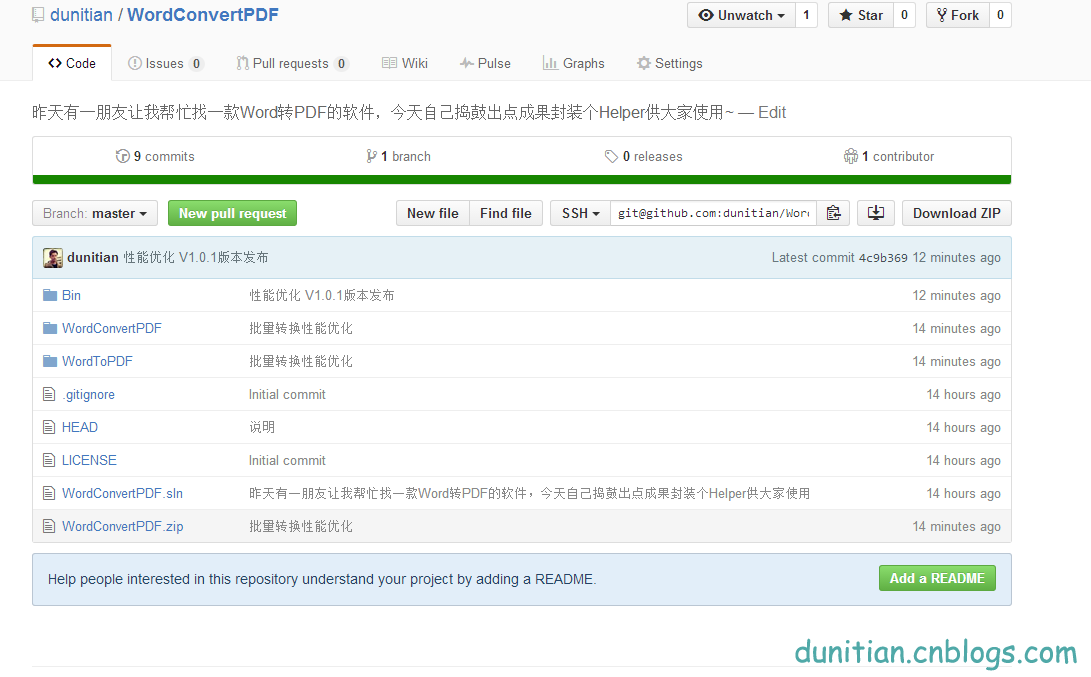 dunitian / WordConvertPDF Unwatch 1 Star 0 Fork 0
Code Issues 0 Pull requests 0 Wiki Pulse Graphs Settings
昨天有一朋友让我帮忙找一款Word转PDF的软件，今天自己捣鼓出点成果封装个Helper供大家使用~ — Edit
9 commits 1 branch 0 releases 1 contributor
Branch: master New pull request New file Find file SSH git@github.com:dunitian/Wor Download ZIP
dunitian 性能优化 V1.0.1版本发布 Latest commit 4c9b369 12 minutes ago
Bin 性能优化 V1.0.1版本发布 12 minutes ago
WordConvertPDF 批量转换性能优化 14 minutes ago
WordToPDF 批量转换性能优化 14 minutes ago
.gitignore Initial commit 14 hours ago
HEAD 说明 14 hours ago
LICENSE Initial commit 14 hours ago
WordConvertPDF.sln 昨天有一朋友让我帮忙找一款Word转PDF的软件，今天自己捣鼓出点成果封装个Helper供大家使用 14 hours ago
WordConvertPDF.zip 批量转换性能优化 14 minutes ago
Help people interested in this repository understand your project by adding a README. Add a README
dunitian.cnblogs.com